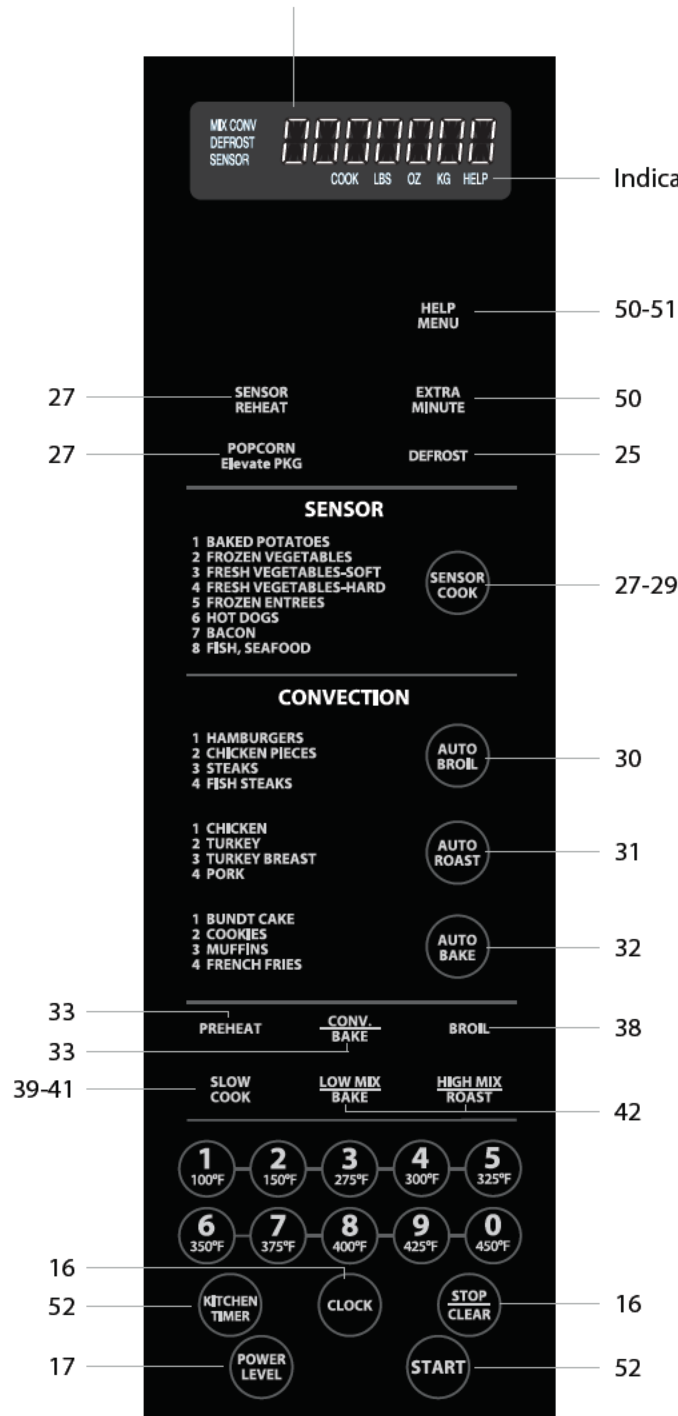 MIX CONV
DEFROST
SENSOR
COOK LBS OZ KG HELP
HELP
MENU
50-51
27
SENSOR
REHEAT
EXTRA
MINUTE
50
27
POPCORN
Elevate PKG
DEFROST
25
SENSOR
1 BAKED POTATOES
2 FROZEN VEGETABLES
3 FRESH VEGETABLES-SOFT
4 FRESH VEGETABLES-HARD
5 FROZEN ENTREES
6 HOT DOGS
7 BACON
8 FISH, SEAFOOD
SENSOR
COOK
27-29
CONVECTION
1 HAMBURGERS
2 CHICKEN PIECES
3 STEAKS
4 FISH STEAKS
AUTO
BROIL
30
1 CHICKEN
2 TURKEY
3 TURKEY BREAST
4 PORK
AUTO
ROAST
31
1 BUNDT CAKE
2 COOKIES
3 MUFFINS
4 FRENCH FRIES
AUTO
BAKE
32
33
PREHEAT
33
CONV.
BAKE
BROIL
38
39-41
SLOW
COOK
LOW MIX
BAKE
HIGH MIX
ROAST
42
1 2 3 4 5
100°F 150°F 275°F 300°F 325°F
6 7 8 9 0
350°F 375°F 400°F 425°F 450°F
16
52
KITCHEN
TIMER
CLOCK
STOP
CLEAR
16
17
POWER
LEVEL
START
52